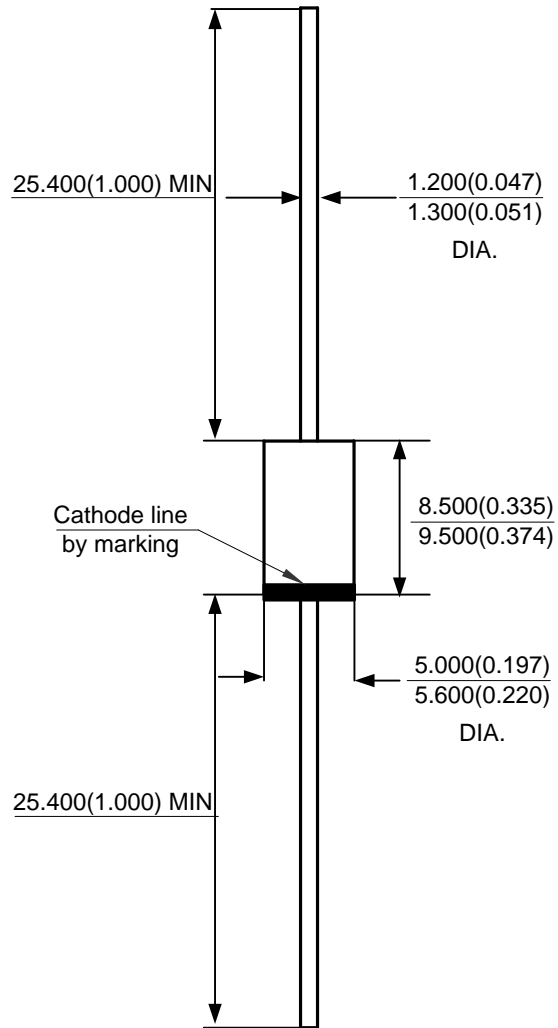 25.400(1.000) MIN
1.200(0.047)
1.300(0.051)
DIA.
Cathode line
by marking
8.500(0.335)
9.500(0.374)
5.000(0.197)
5.600(0.220)
DIA.
25.400(1.000) MIN